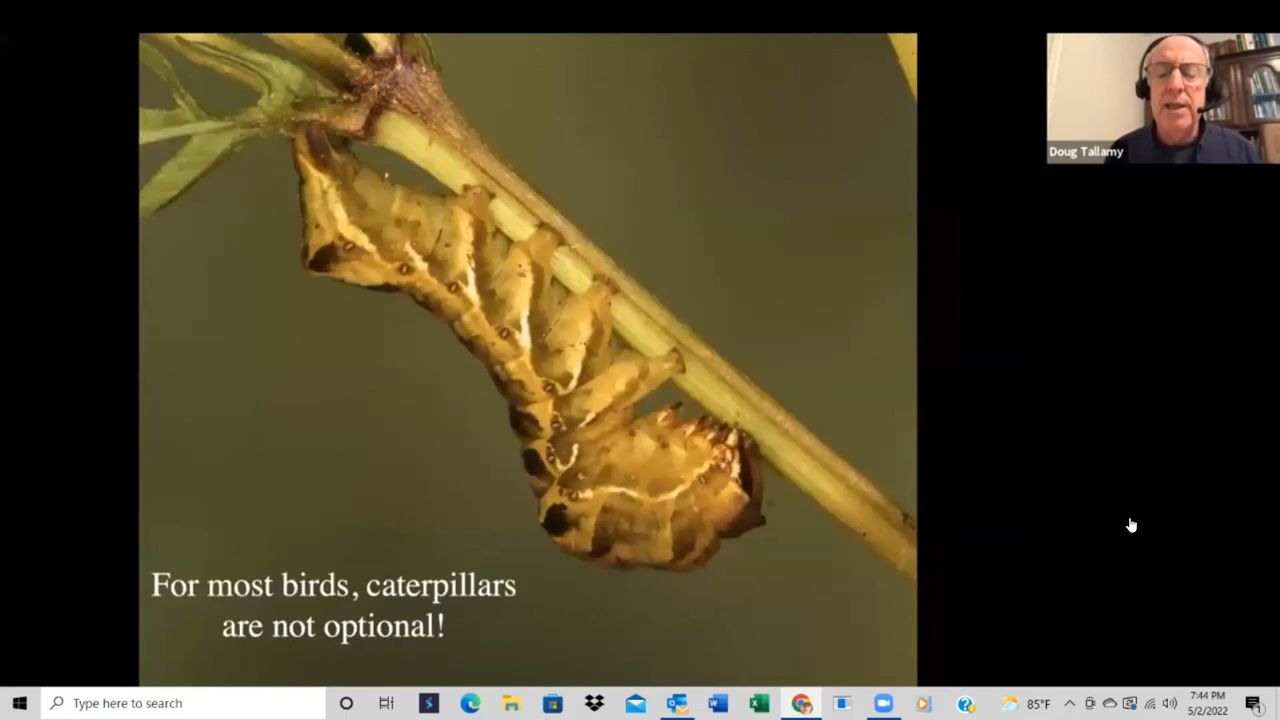 Doug Tallamy
For most birds, caterpillars
are not optional!
Type here to search
85°F
7:44 PM
5/2/2022